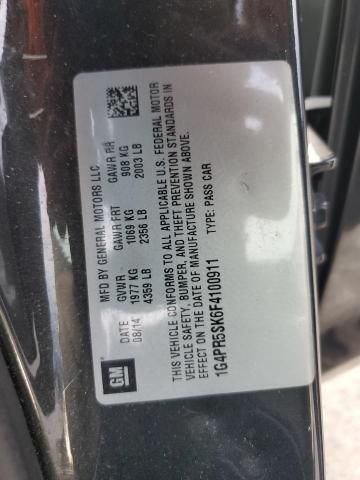 MFD BY GENERAL MOTORS LLC
DATE GVWR GAWR FRT GAWR RR
08/14 1977 KG 1069 KG 908 KG
4359 LB 2356 LB 2003 LB
THIS VEHICLE CONFORMS TO ALL APPLICABLE U.S. FEDERAL MOTOR
VEHICLE SAFETY, BUMPER, AND THEFT PREVENTION STANDARDS IN
EFFECT ON THE DATE OF MANUFACTURE SHOWN ABOVE.
1G4PR5SK6F4100911 TYPE: PASS CAR
GM